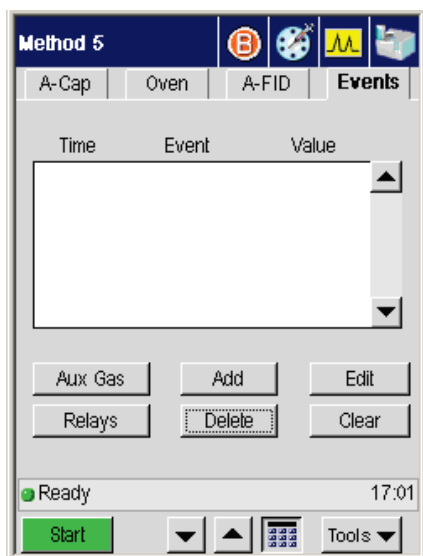 Method 5 B
A-Cap Oven A-FID Events
Time Event Value
Aux Gas Add Edit
Relays Delete Clear
Ready 17:01
Start Tools